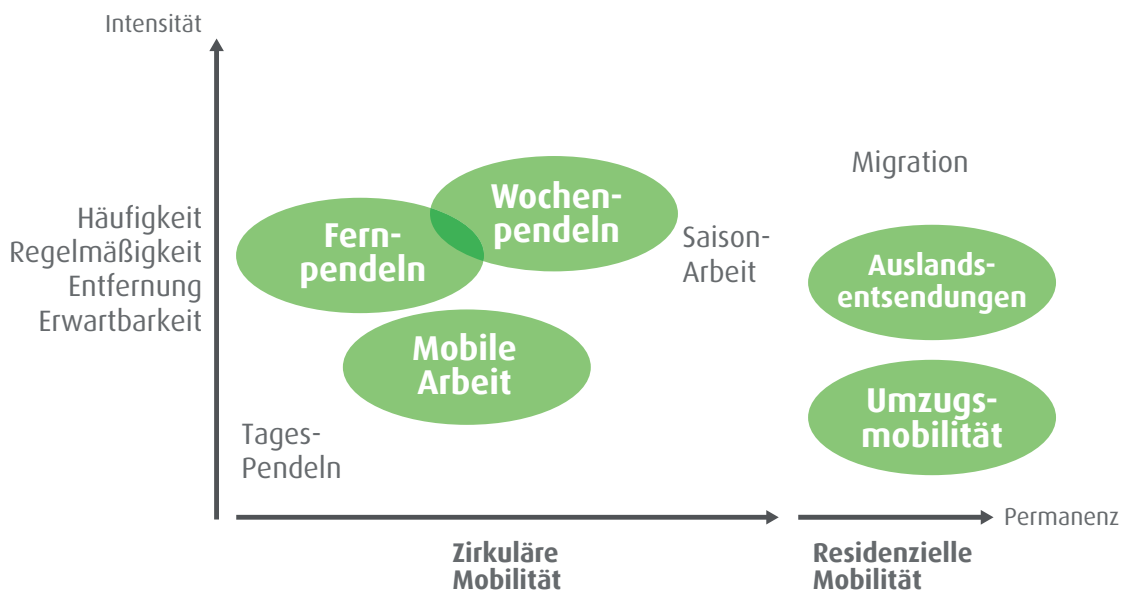 Intensität
Häufigkeit
Regelmäßigkeit
Entfernung
Erwartbarkeit
Fern-
pendeln
Wochen-
pendeln
Mobile
Arbeit
Tages-
Pendeln
Saison-
Arbeit
Migration
Auslands-
entsendungen
Umzugs-
mobilität
Permanenz
Zirkuläre
Mobilität
Residenzielle
Mobilität